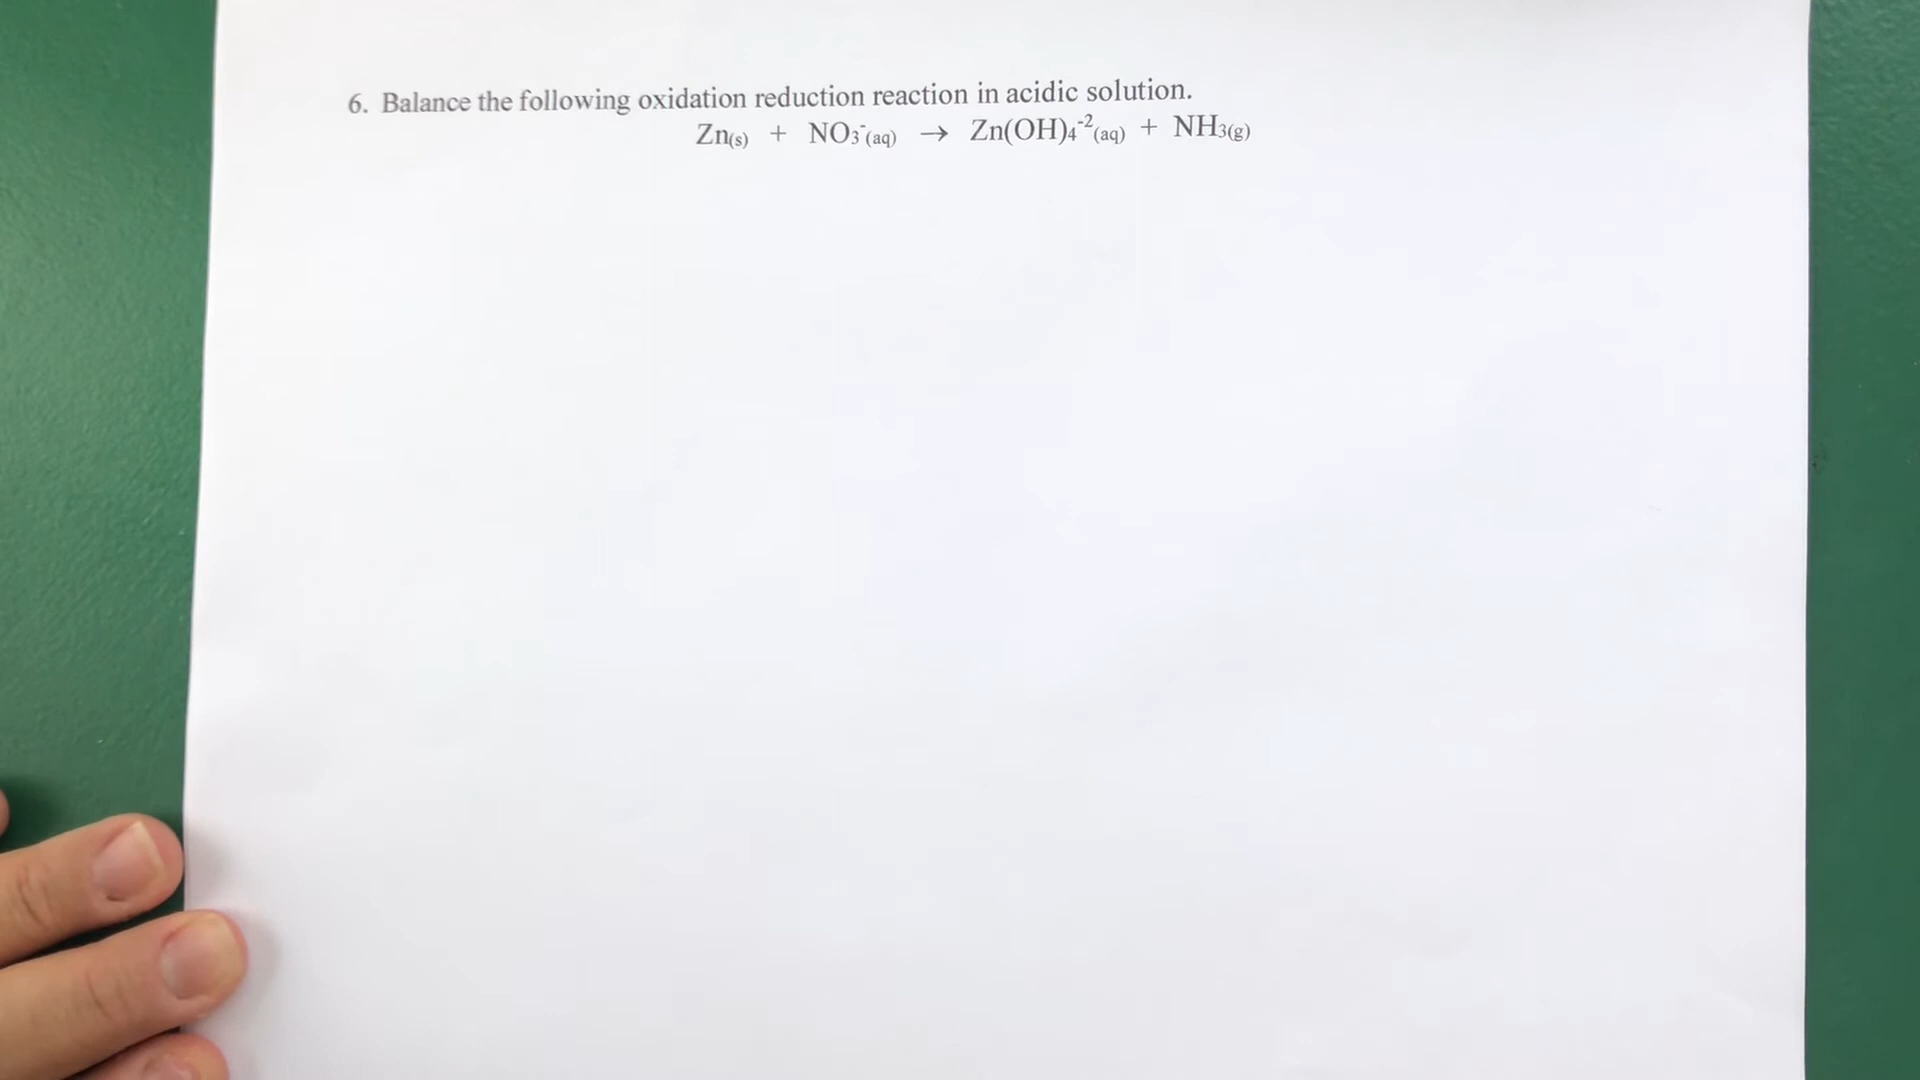 6. Balance the following oxidation reduction reaction in acidic solution.
Zn(s) + NO₃⁻(aq) → Zn(OH)₄⁻²(aq) + NH₃(g)